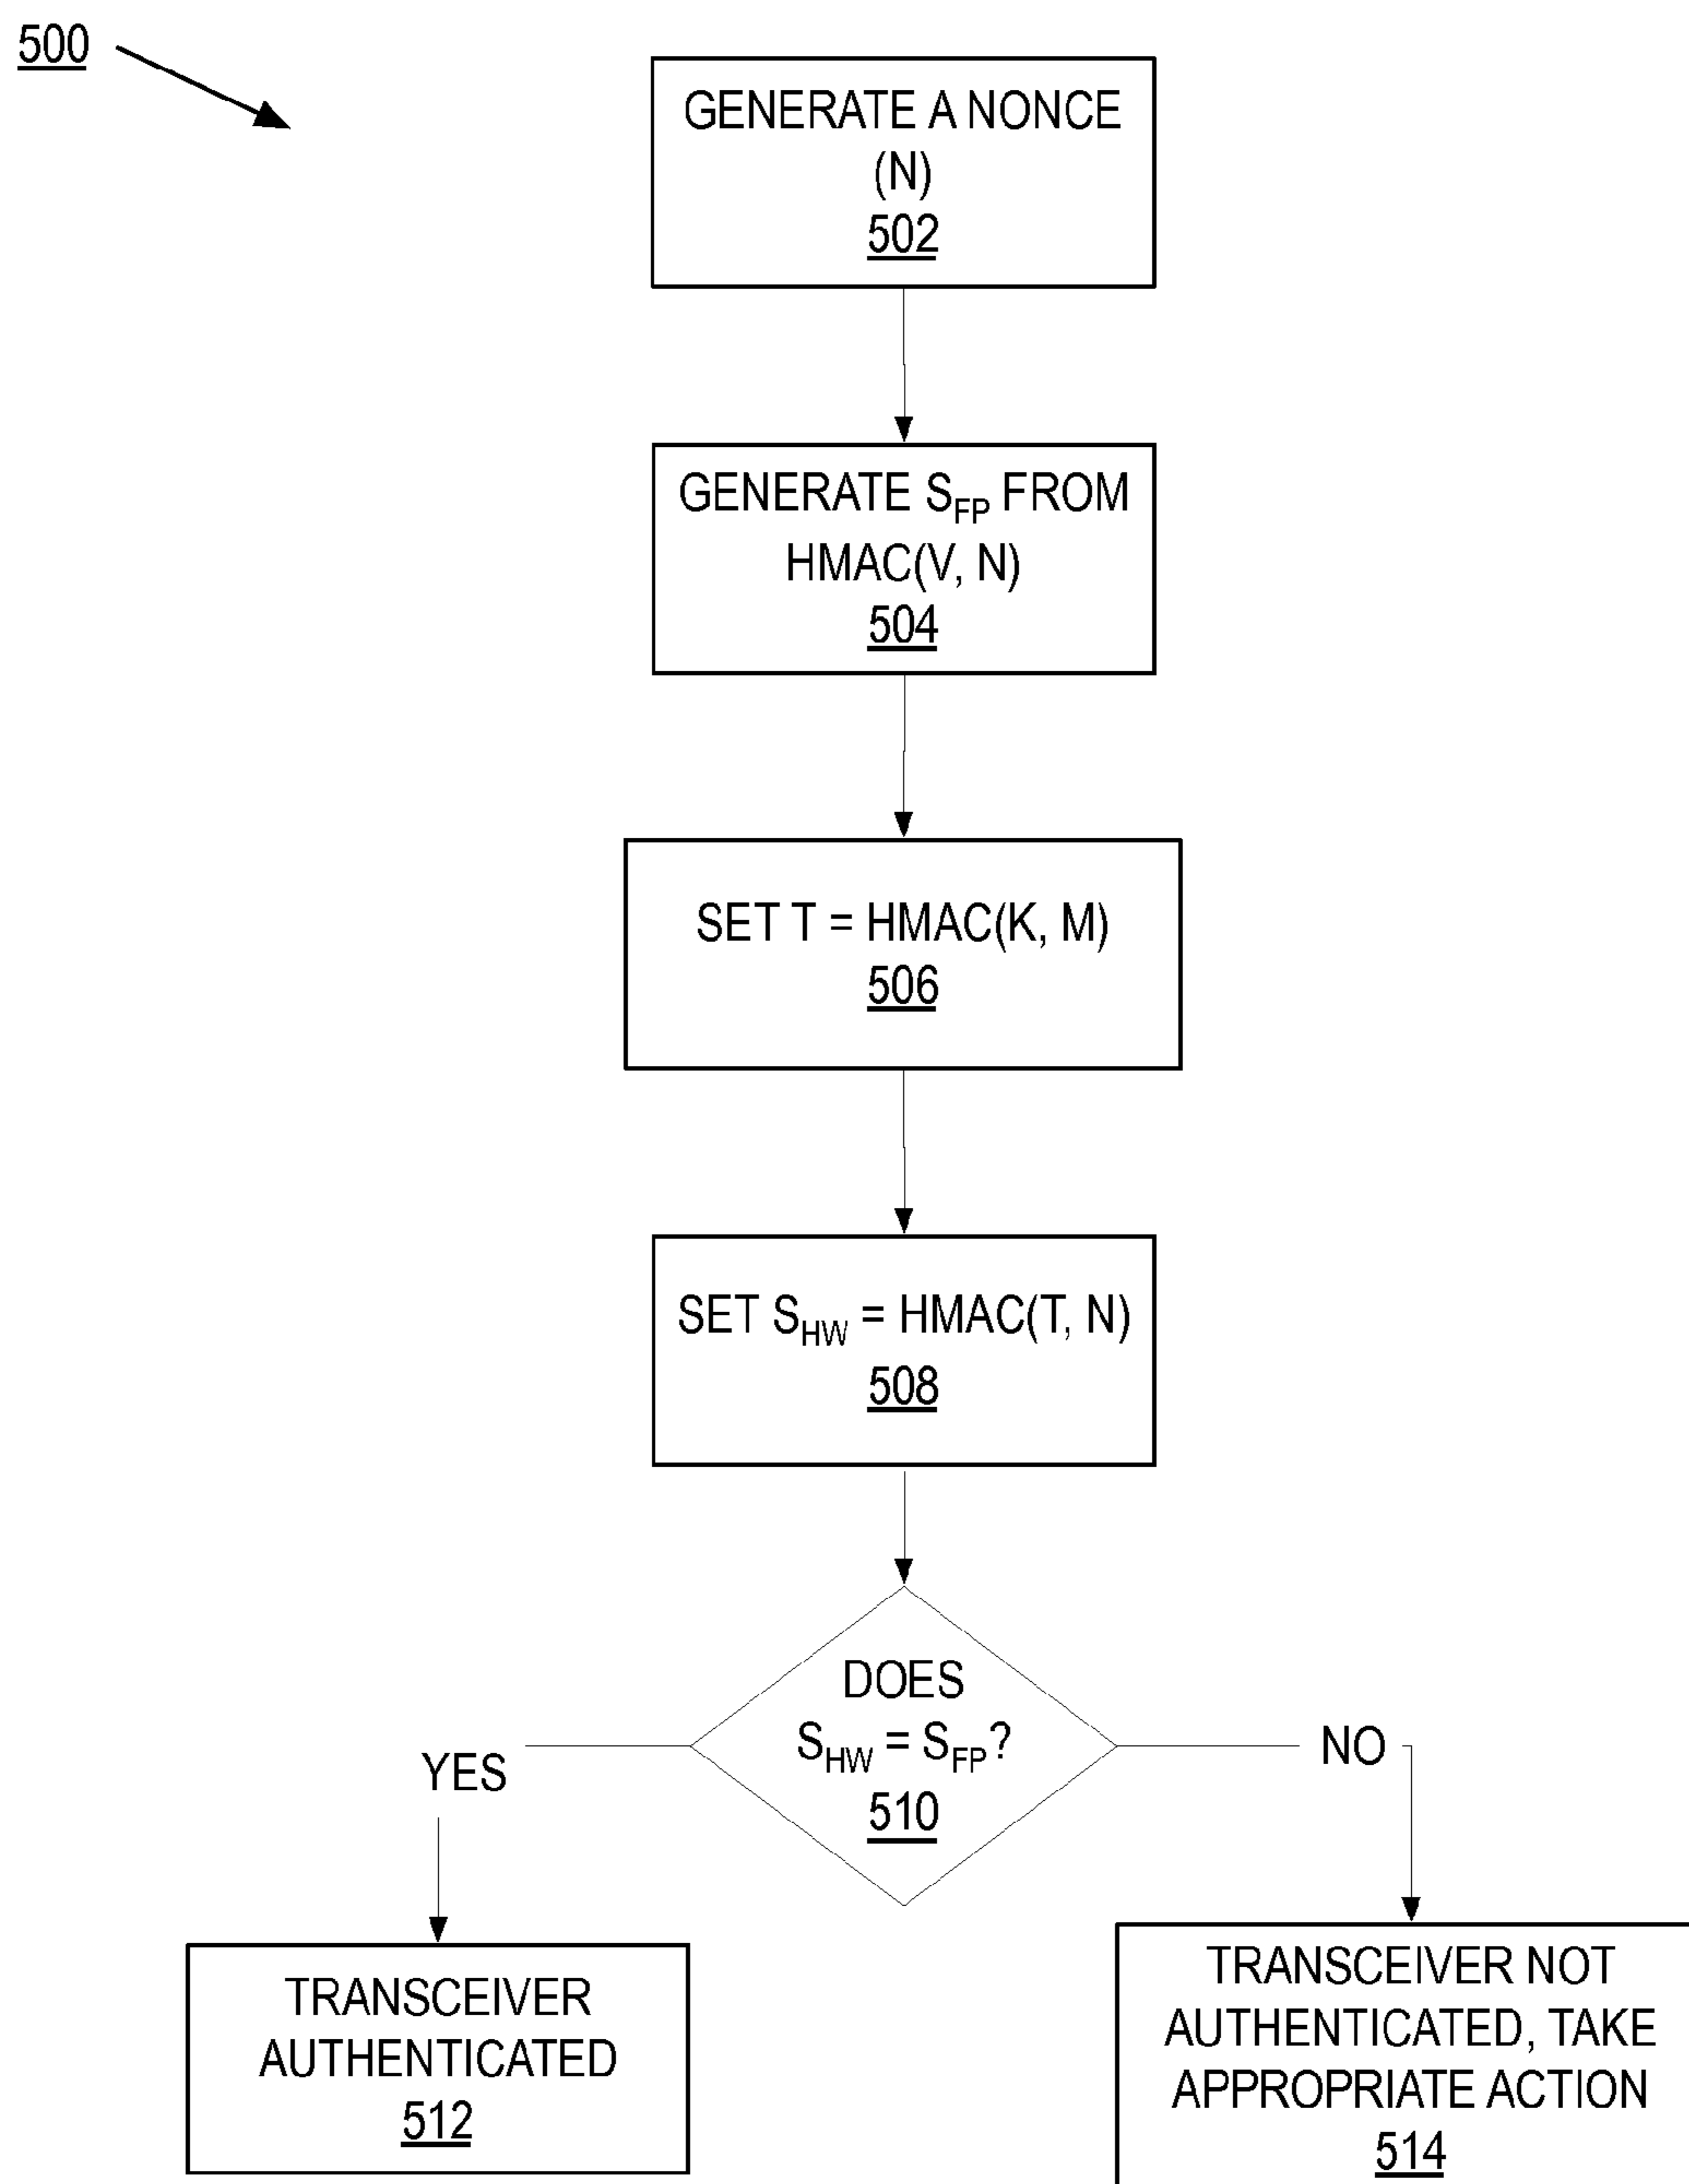 500
GENERATE A NONCE
(N)
502
GENERATE S_FP FROM
HMAC(V, N)
504
SET T = HMAC(K, M)
506
SET S_HW = HMAC(T, N)
508
DOES
S_HW = S_FP?
510
YES
NO
TRANSCEIVER
AUTHENTICATED
512
TRANSCEIVER NOT
AUTHENTICATED, TAKE
APPROPRIATE ACTION
514